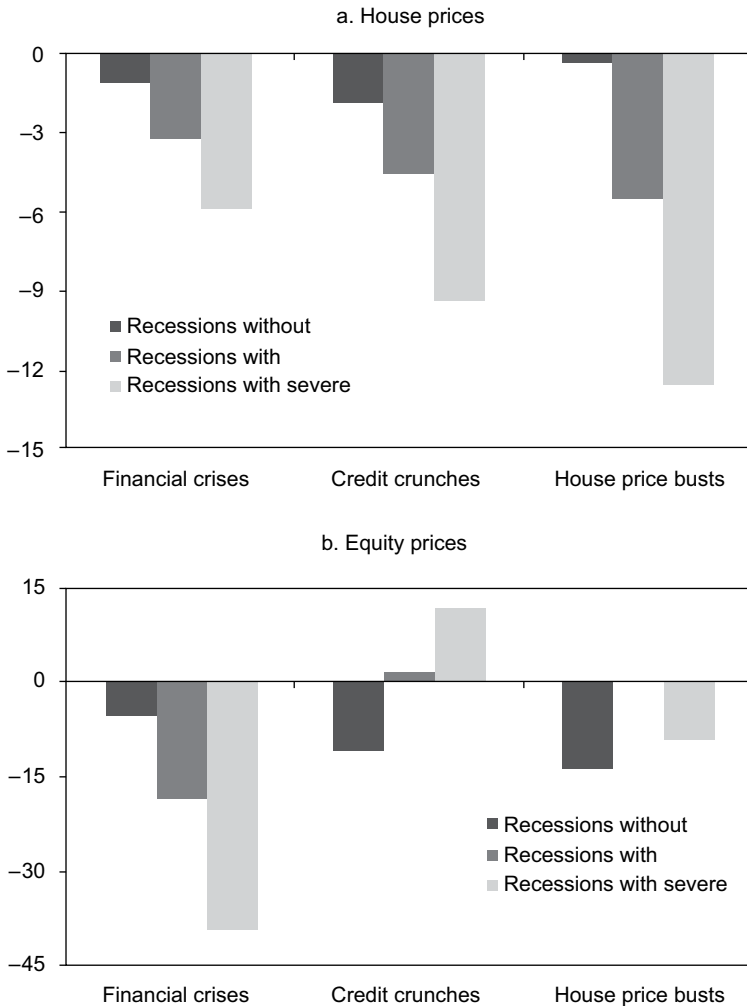 a. House prices
0
–3
–6
–9
–12
–15
Recessions without
Recessions with
Recessions with severe
Financial crises Credit crunches House price busts
b. Equity prices
15
0
–15
–30
–45
Recessions without
Recessions with
Recessions with severe
Financial crises Credit crunches House price busts